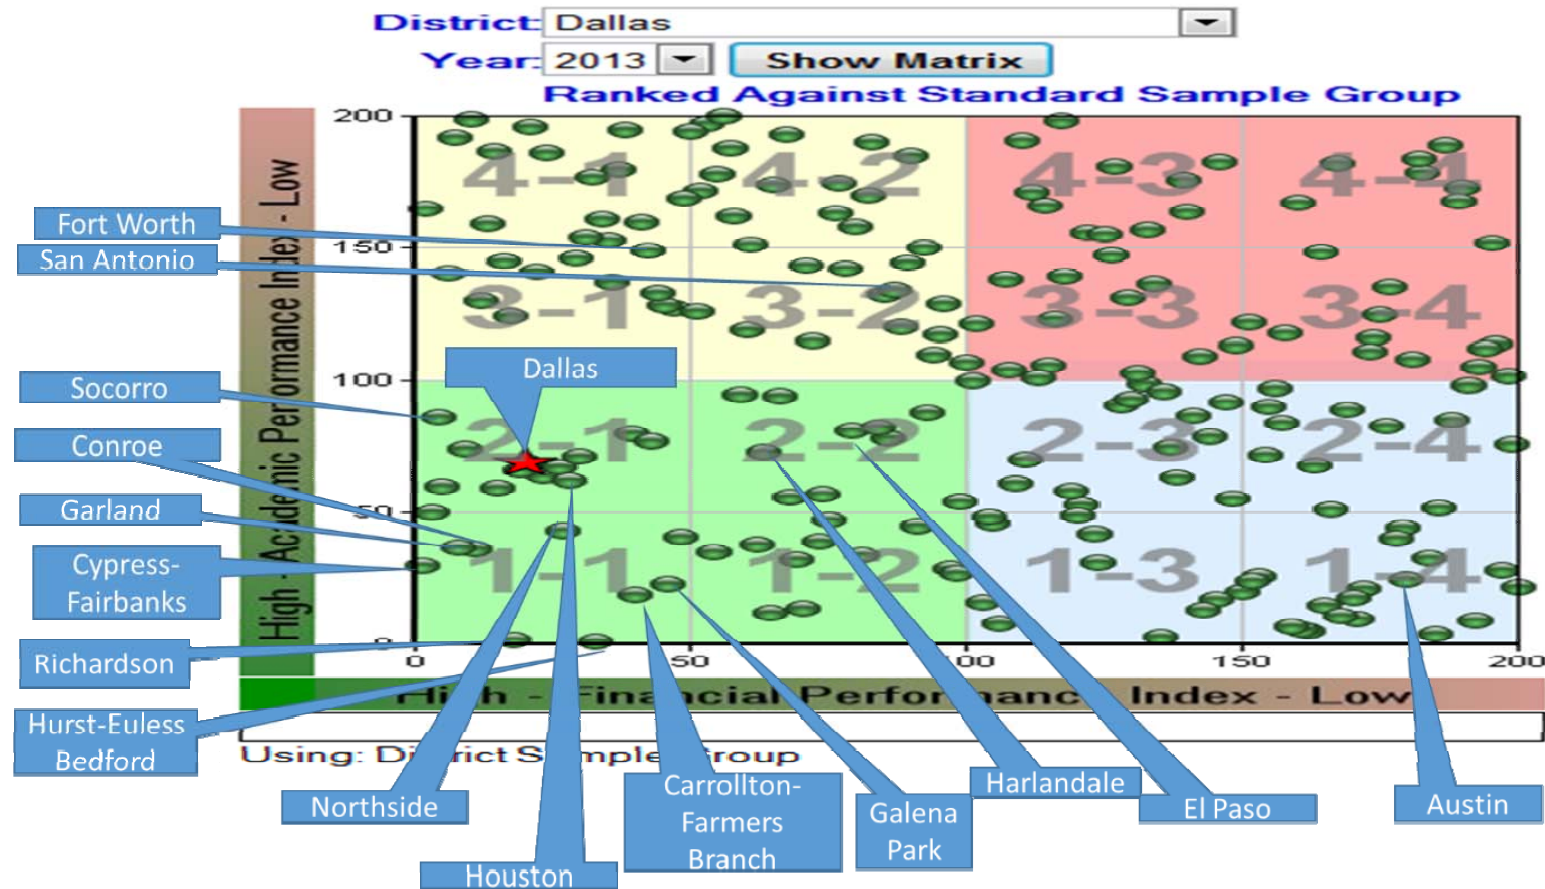 District: Dallas
Year: 2013 Show Matrix
Ranked Against Standard Sample Group
High - Academic Performance Index - Low
200
150
100
50
0
4-1 4-2 4-3 4-4
3-1 3-2 3-3 3-4
2-1 2-2 2-3 2-4
1-1 1-2 1-3 1-4
Fort Worth
San Antonio
Dallas
Socorro
Conroe
Garland
Cypress-
Fairbanks
Richardson
Hurst-Euless
Bedford
0 50 100 150 200
High - Financial Performance Index - Low
Using: District Sample Group
Northside
Houston
Carrollton-
Farmers
Branch
Galena
Park
Harlandale
El Paso
Austin